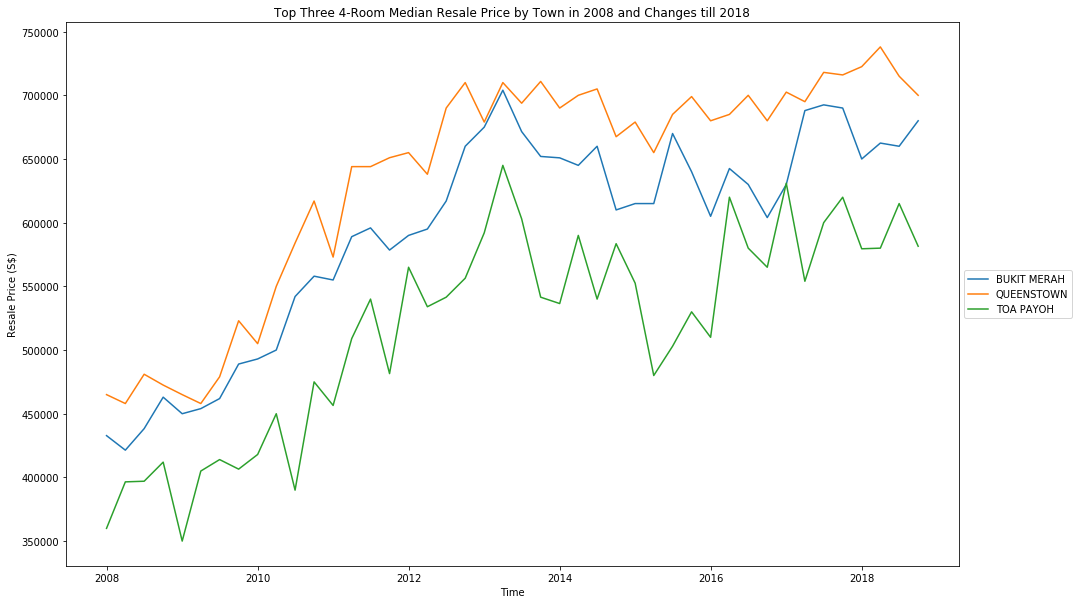 Top Three 4-Room Median Resale Price by Town in 2008 and Changes till 2018
750000
700000
650000
600000
550000
500000
450000
400000
350000
Resale Price (S$)
2008 2010 2012 2014 2016 2018
Time
BUKIT MERAH
QUEENSTOWN
TOA PAYOH